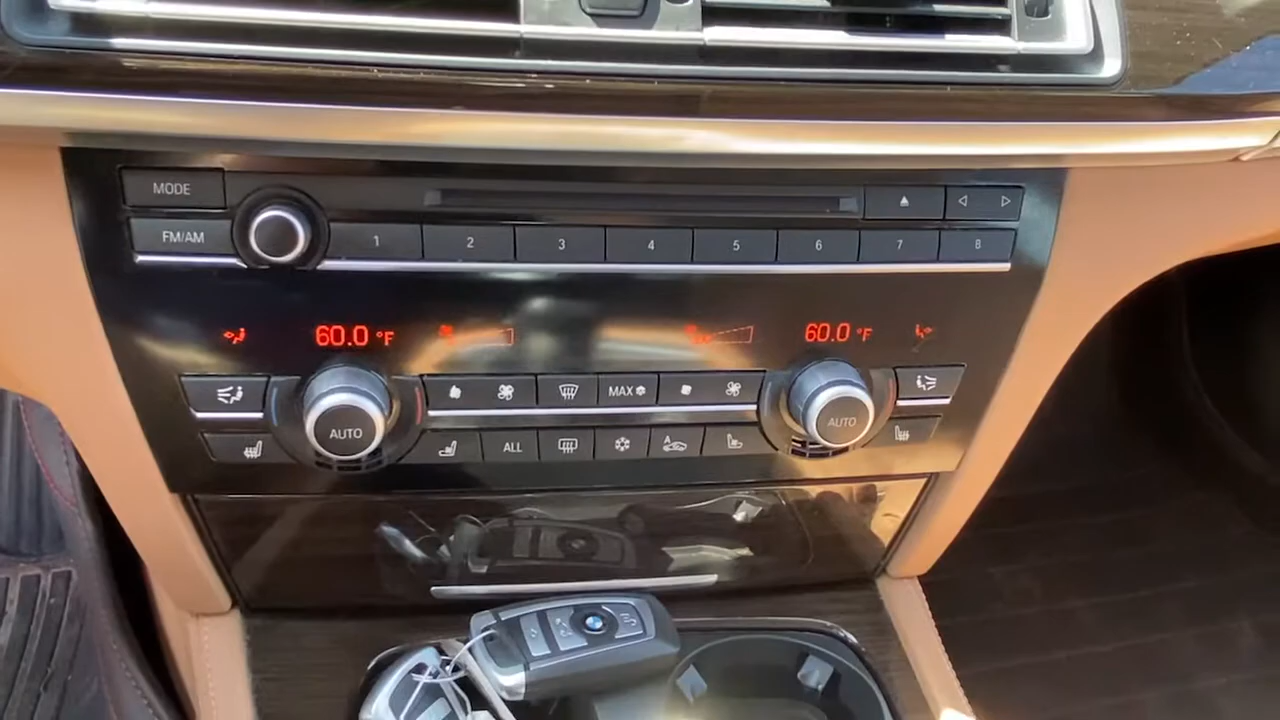 MODE
FM/AM 1 2 3 4 5 6 7 8
60.0 °F 60.0 °F
MAX
AUTO AUTO
ALL A